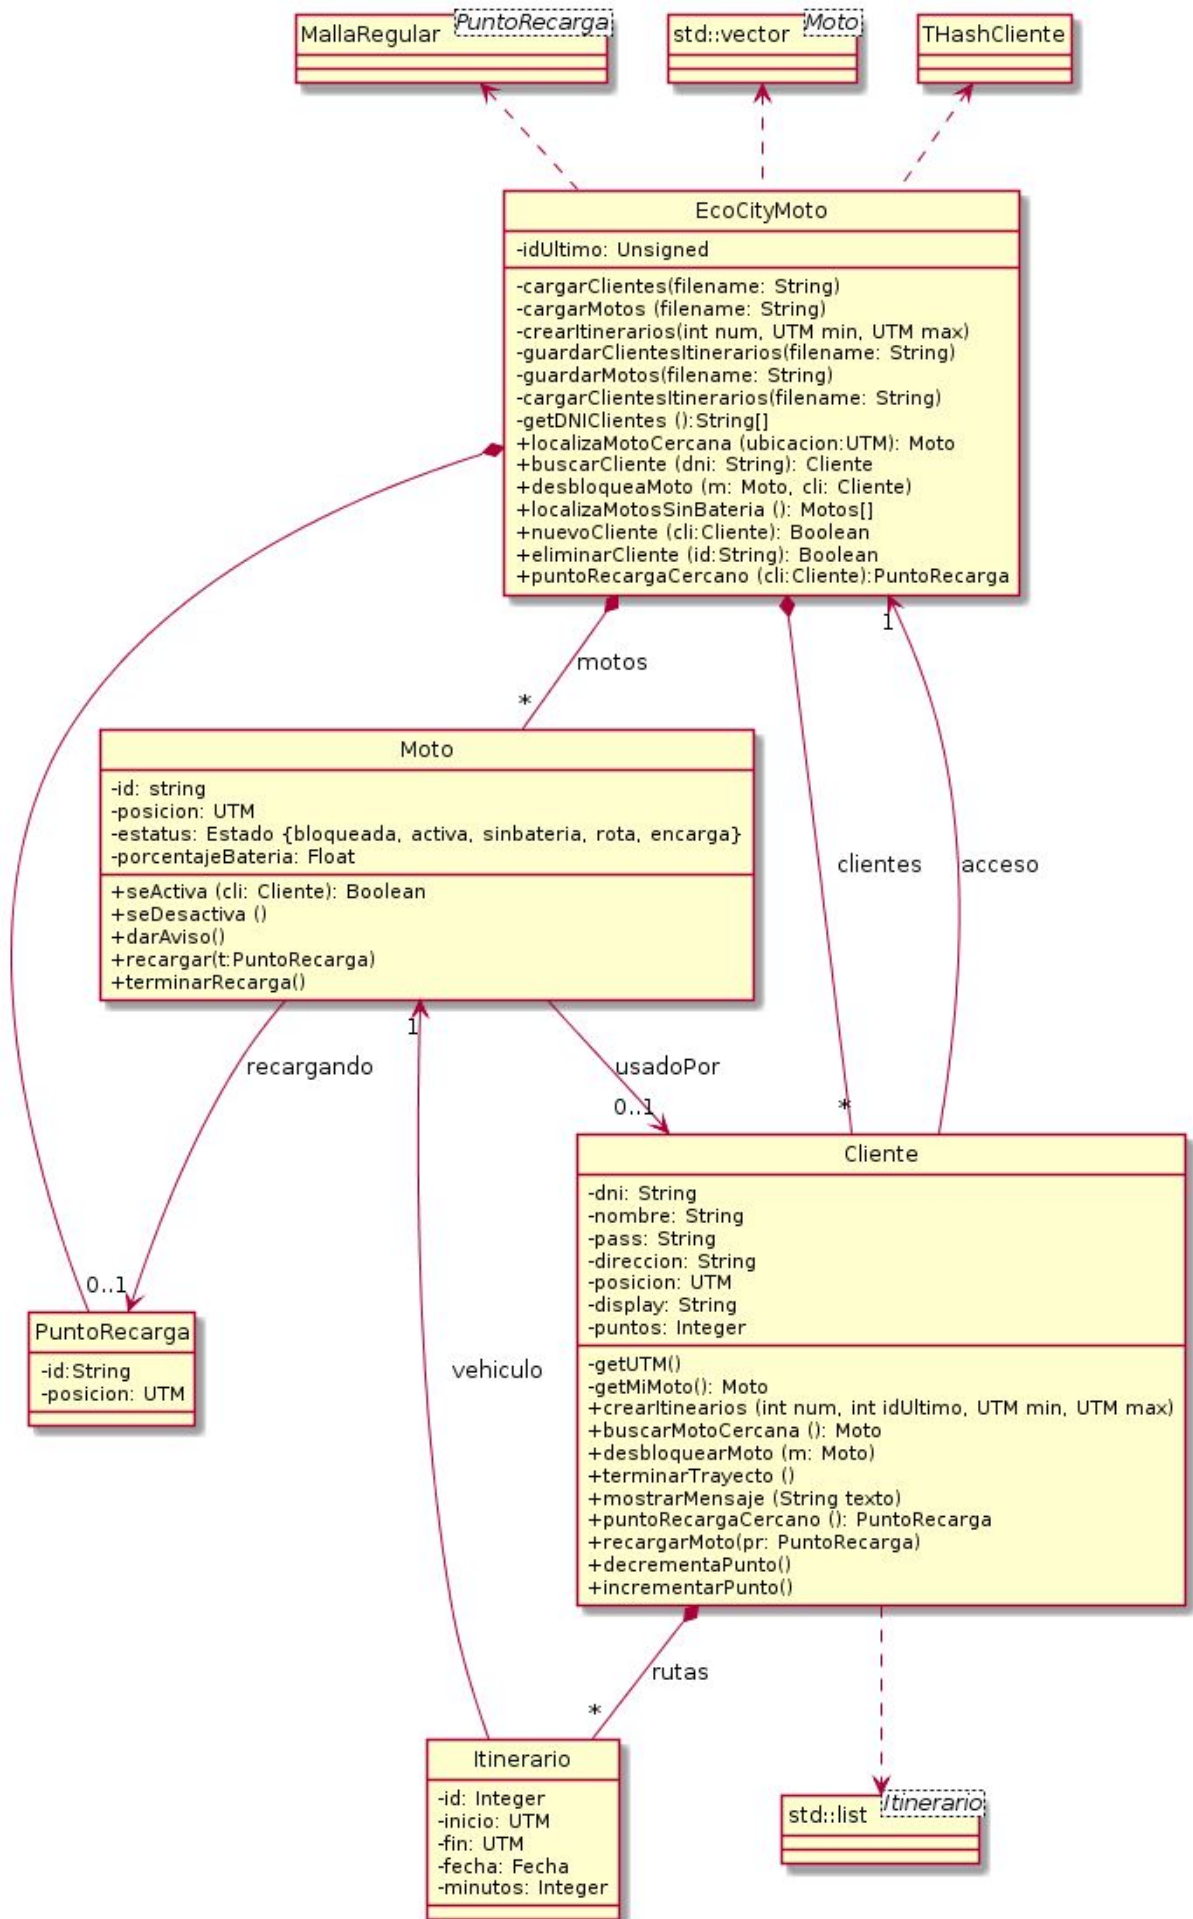 MallaRegular
PuntoRecarga
std::vector
Moto
THashCliente
EcoCityMoto
-idUltimo: Unsigned
-cargarClientes(filename: String)
-cargarMotos (filename: String)
-crearItinerarios(int num, UTM min, UTM max)
-guardarClientesItinerarios(filename: String)
-guardarMotos(filename: String)
-cargarClientesItinerarios(filename: String)
-getDNIClientes ():String[]
+localizaMotoCercana (ubicacion:UTM): Moto
+buscarCliente (dni: String): Cliente
+desbloqueaMoto (m: Moto, cli: Cliente)
+localizaMotosSinBateria (): Motos[]
+nuevoCliente (cli:Cliente): Boolean
+eliminarCliente (id:String): Boolean
+puntoRecargaCercano (cli:Cliente):PuntoRecarga
1
motos
*
Moto
-id: string
-posicion: UTM
-estatus: Estado {bloqueada, activa, sinbateria, rota, encarga}
-porcentajeBateria: Float
+seActiva (cli: Cliente): Boolean
+seDesactiva ()
+darAviso()
+recargar(t:PuntoRecarga)
+terminarRecarga()
clientes
acceso
1
recargando
usadoPor
0..1
*
Cliente
-dni: String
-nombre: String
-pass: String
-direccion: String
-posicion: UTM
-display: String
-puntos: Integer
-getUTM()
-getMiMoto(): Moto
+crearItinearios (int num, int idUltimo, UTM min, UTM max)
+buscarMotoCercana (): Moto
+desbloquearMoto (m: Moto)
+terminarTrayecto ()
+mostrarMensaje (String texto)
+puntoRecargaCercano (): PuntoRecarga
+recargarMoto(pr: PuntoRecarga)
+decrementaPunto()
+incrementarPunto()
0..1
PuntoRecarga
-id:String
-posicion: UTM
vehiculo
rutas
*
Itinerario
-id: Integer
-inicio: UTM
-fin: UTM
-fecha: Fecha
-minutos: Integer
std::list
Itinerario